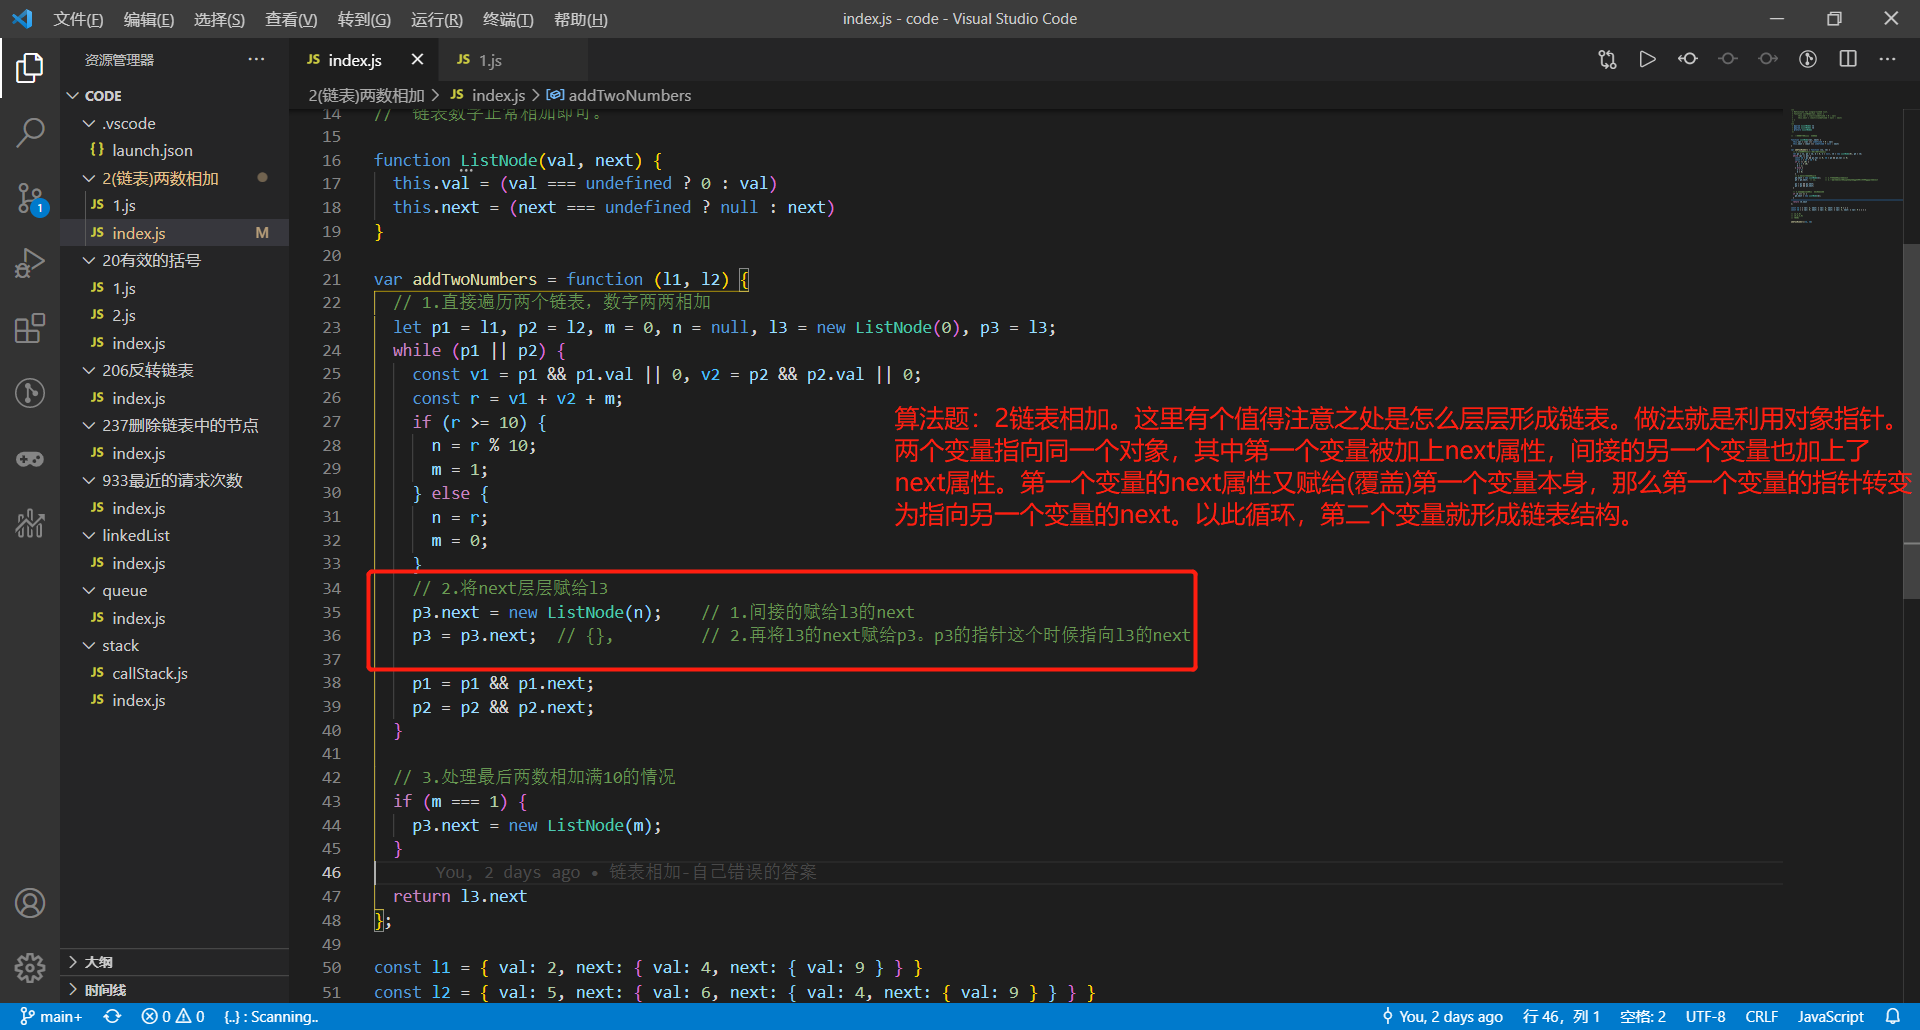 文件(F) 编辑(E) 选择(S) 查看(V) 转到(G) 运行(R) 终端(T) 帮助(H)
index.js - code - Visual Studio Code
资源管理器
CODE
.vscode
{} launch.json
2(链表)两数相加
JS 1.js
JS index.js M
20有效的括号
JS 1.js
JS 2.js
JS index.js
206反转链表
JS index.js
237删除链表中的节点
JS index.js
933最近的请求次数
JS index.js
linkedList
JS index.js
queue
JS index.js
stack
JS callStack.js
JS index.js
大纲
时间线
1
JS index.js JS 1.js
2(链表)两数相加 > JS index.js > addTwoNumbers
14 // 链表数字正常相加即可。
15
16 function ListNode(val, next) {
17 this.val = (val === undefined ? 0 : val)
18 this.next = (next === undefined ? null : next)
19 }
20
21 var addTwoNumbers = function (l1, l2) {
22 // 1.直接遍历两个链表，数字两两相加
23 let p1 = l1, p2 = l2, m = 0, n = null, l3 = new ListNode(0), p3 = l3;
24 while (p1 || p2) {
25 const v1 = p1 && p1.val || 0, v2 = p2 && p2.val || 0;
26 const r = v1 + v2 + m;
27 if (r >= 10) {
28 n = r % 10;
29 m = 1;
30 } else {
31 n = r;
32 m = 0;
33 }
34 // 2.将next层层赋给l3
35 p3.next = new ListNode(n); // 1.间接的赋给l3的next
36 p3 = p3.next; // {}, // 2.再将l3的next赋给p3。p3的指针这个时候指向l3的next
37
38 p1 = p1 && p1.next;
39 p2 = p2 && p2.next;
40 }
41
42 // 3.处理最后两数相加满10的情况
43 if (m === 1) {
44 p3.next = new ListNode(m);
45 }
46 You, 2 days ago • 链表相加-自己错误的答案
47 return l3.next
48 };
49
50 const l1 = { val: 2, next: { val: 4, next: { val: 9 } } }
51 const l2 = { val: 5, next: { val: 6, next: { val: 4, next: { val: 9 } } } }
算法题：2链表相加。这里有个值得注意之处是怎么层层形成链表。做法就是利用对象指针。
两个变量指向同一个对象，其中第一个变量被加上next属性，间接的另一个变量也加上了
next属性。第一个变量的next属性又赋给(覆盖)第一个变量本身，那么第一个变量的指针转变
为指向另一个变量的next。以此循环，第二个变量就形成链表结构。
main+ 0 0 {..} : Scanning.. You, 2 days ago 行 46，列 1 空格: 2 UTF-8 CRLF JavaScript